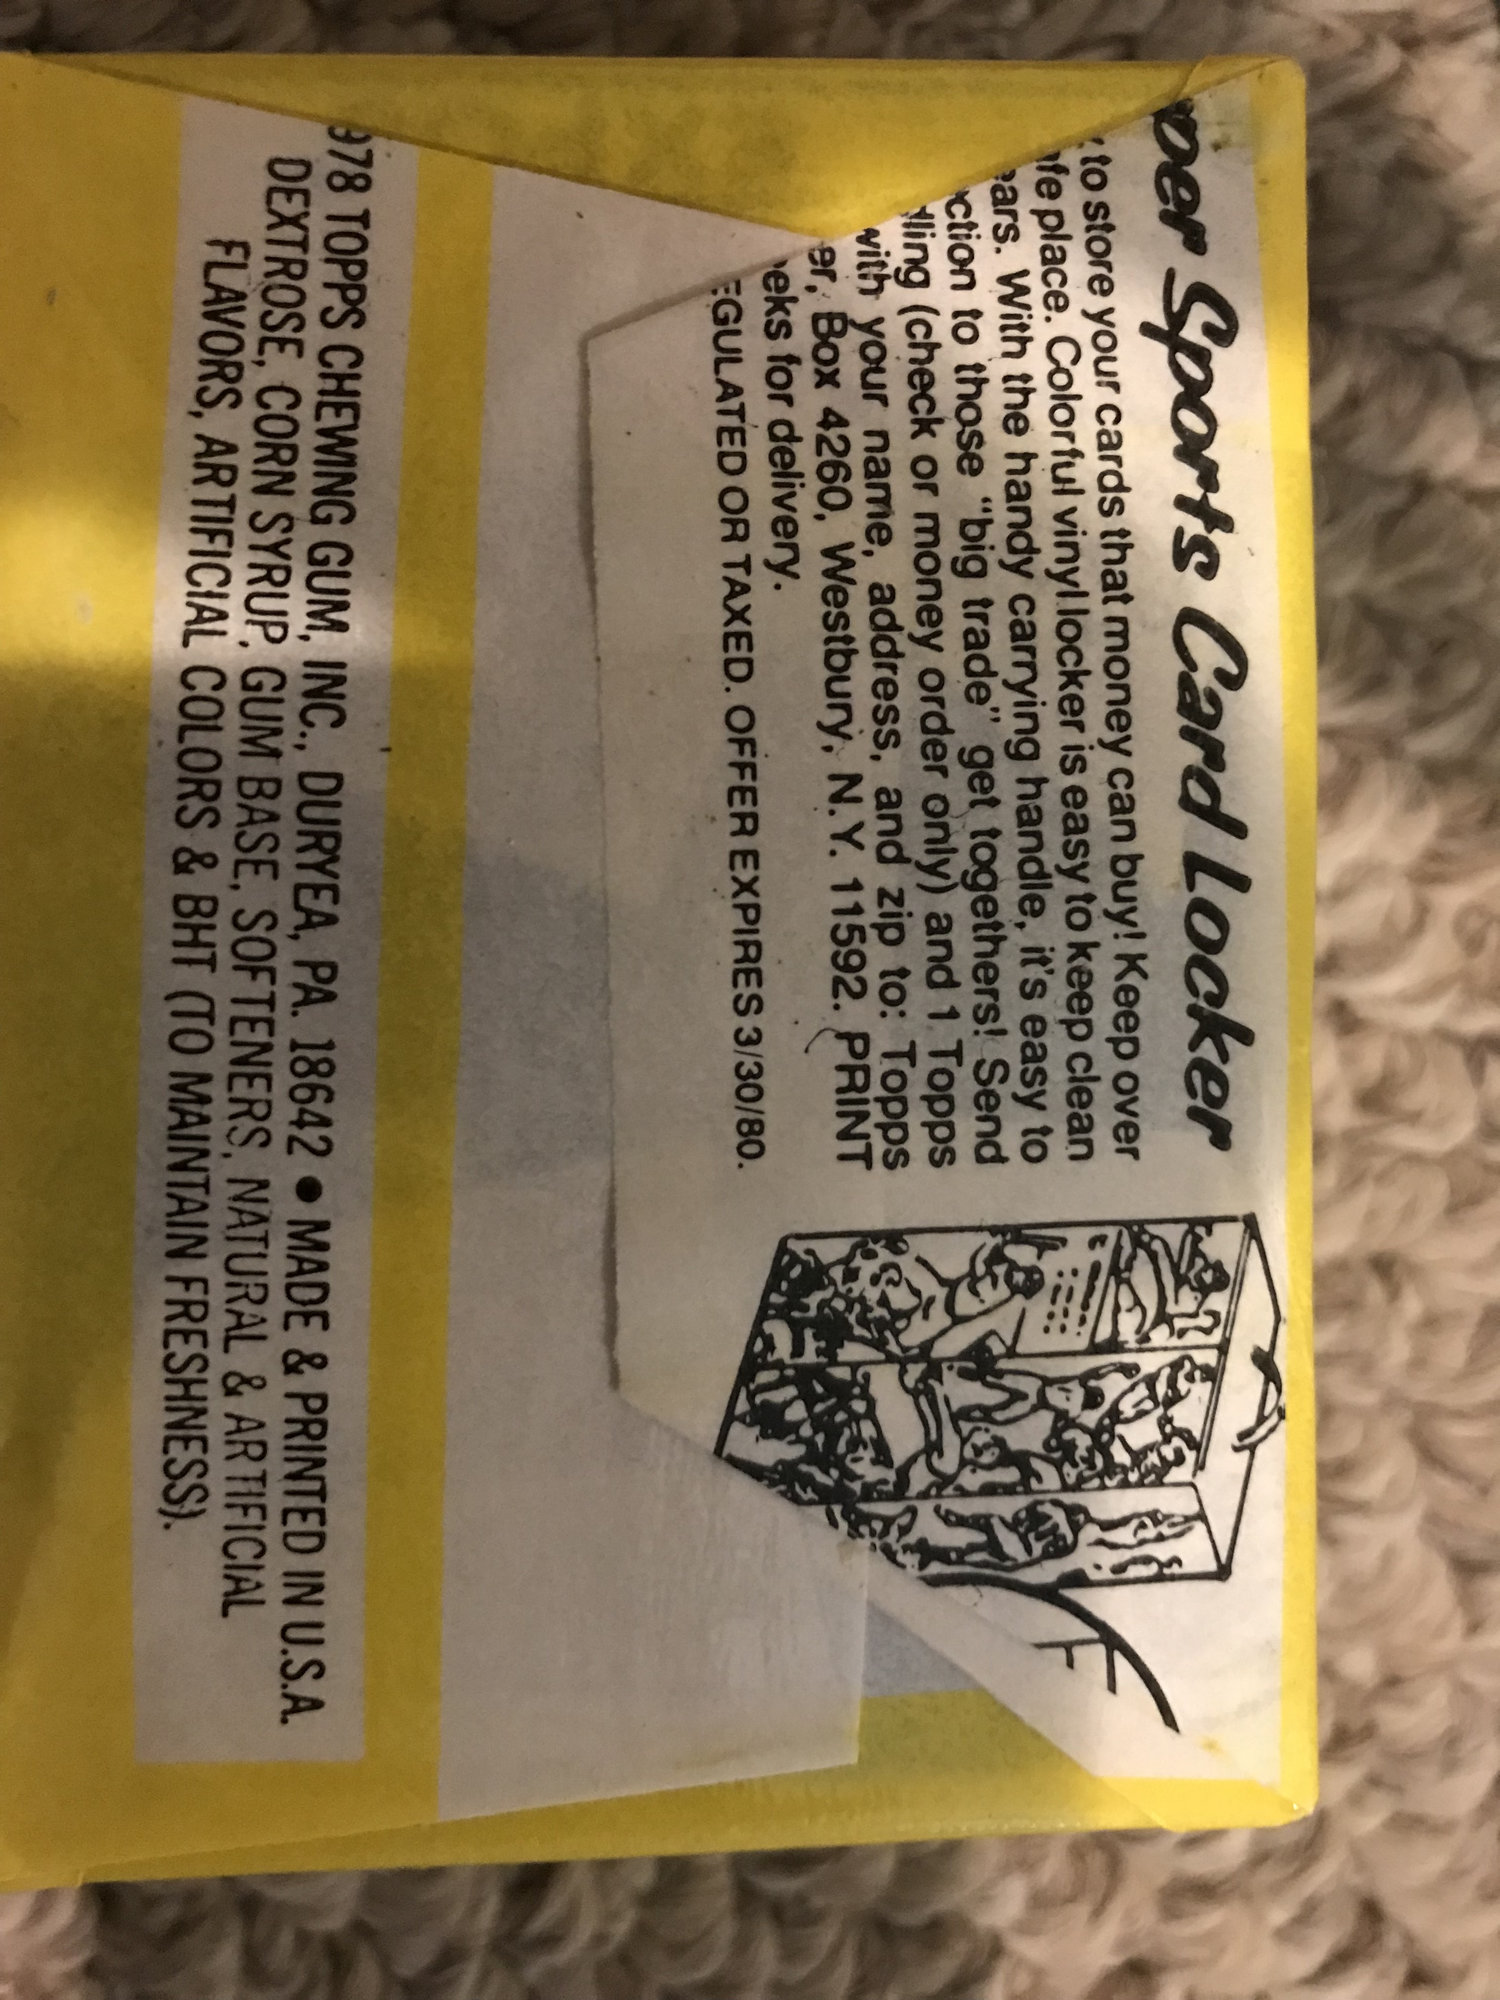 per Sports Card Locker
to store your cards that money can buy! Keep over
afe place. Colorful vinyl locker is easy to keep clean
ears. With the handy carrying handle, it's easy to
ction to those "big trade" get togethers! Send
dling (check or money order only) and 1 Topps
with your name, address, and zip to: Topps
er, Box 4260, Westbury, N.Y. 11592. PRINT
eeks for delivery.
EGULATED OR TAXED. OFFER EXPIRES 3/30/80.
978 TOPPS CHEWING GUM, INC., DURYEA, PA. 18642 • MADE & PRINTED IN U.S.A.
DEXTROSE, CORN SYRUP, GUM BASE, SOFTENERS, NATURAL & ARTIFICIAL
FLAVORS, ARTIFICIAL COLORS & BHT (TO MAINTAIN FRESHNESS).